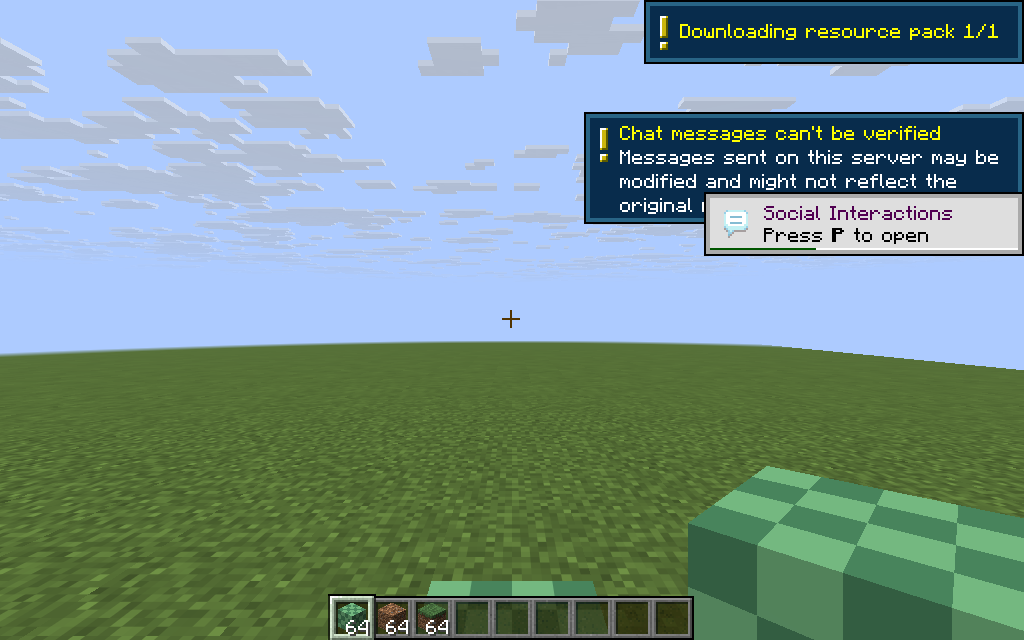 Downloading resource pack 1/1
Chat messages can't be verified
Messages sent on this server may be
modified and might not reflect the
original
Social Interactions
Press P to open
64 64 64